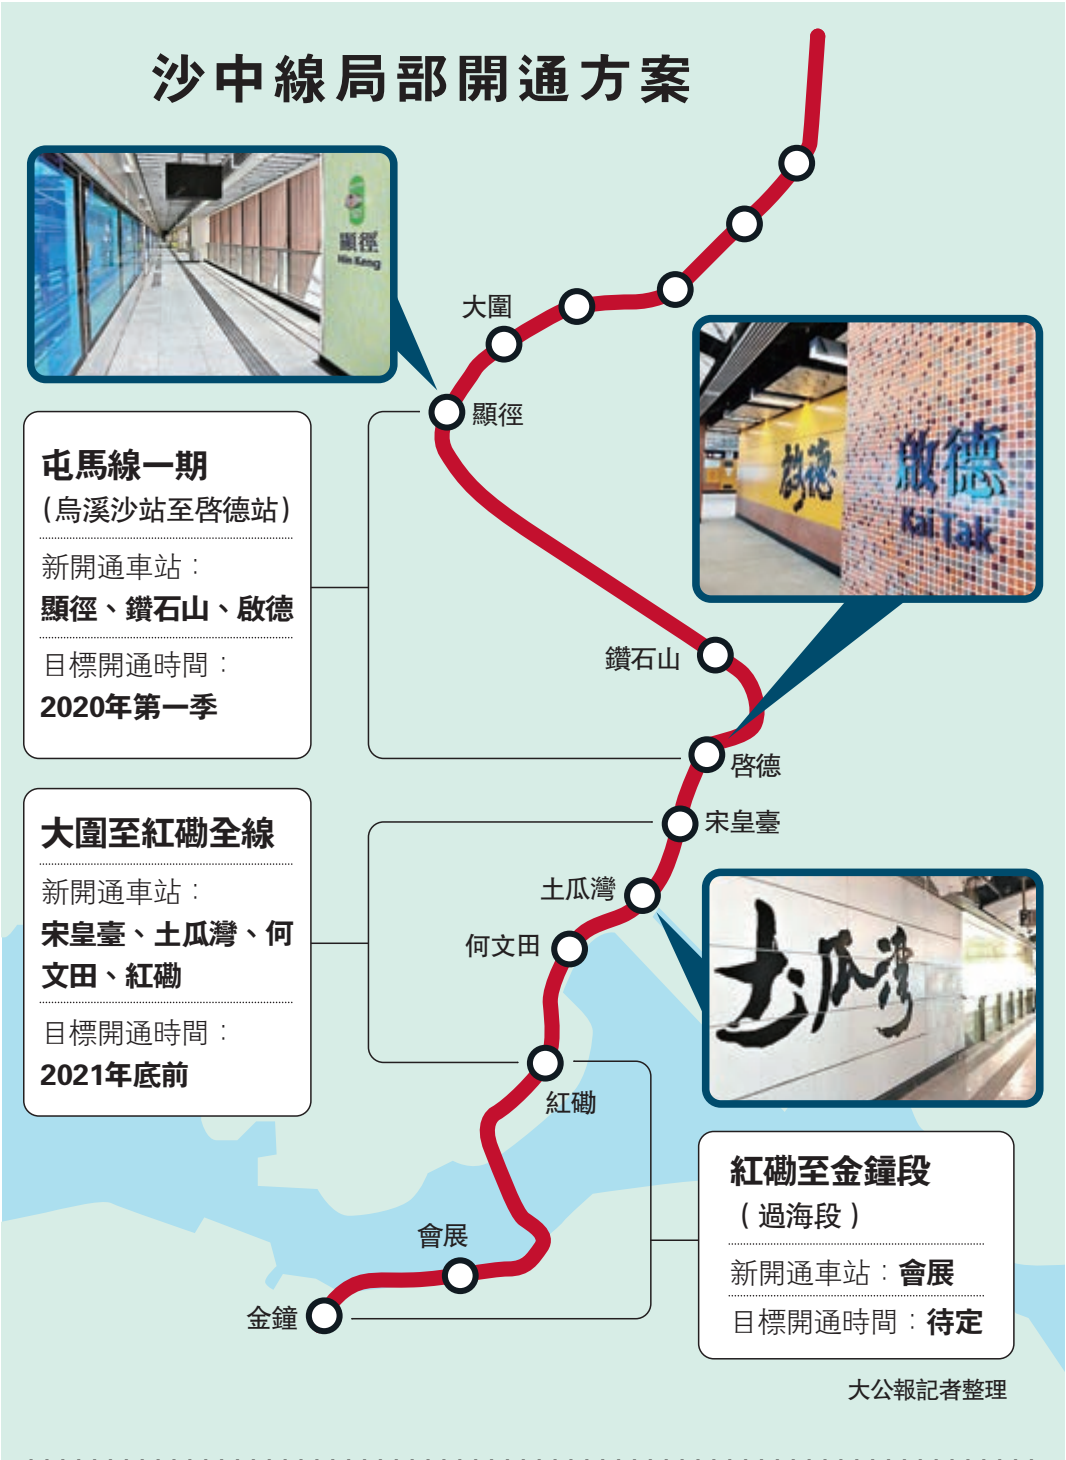 沙中線局部開通方案
顯徑
Hin Keng
大圍
顯徑
啟德
啟德
Kai Tak
屯馬線一期
（烏溪沙站至啓德站）
新開通車站：
顯徑、鑽石山、啟德
目標開通時間：
2020年第一季
鑽石山
啓德
大圍至紅磡全線
新開通車站：
宋皇臺、土瓜灣、何
文田、紅磡
目標開通時間：
2021年底前
宋皇臺
土瓜灣
何文田
土瓜灣
紅磡
紅磡至金鐘段
（過海段）
新開通車站：會展
目標開通時間：待定
會展
金鐘
大公報記者整理